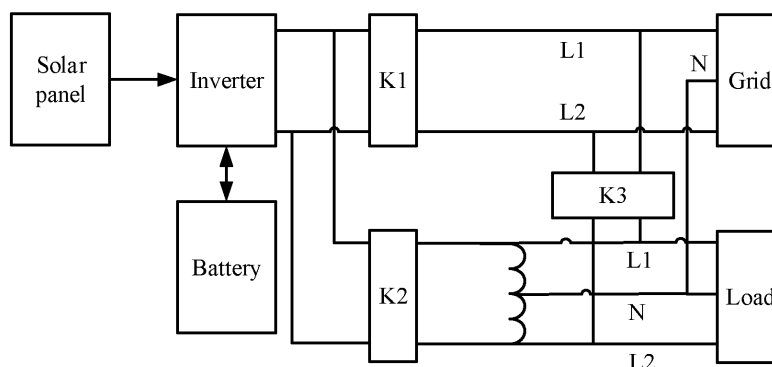 Solar
panel
Inverter
Battery
K1
K2
K3
L1
L2
N
Grid
L1
N
L2
Load